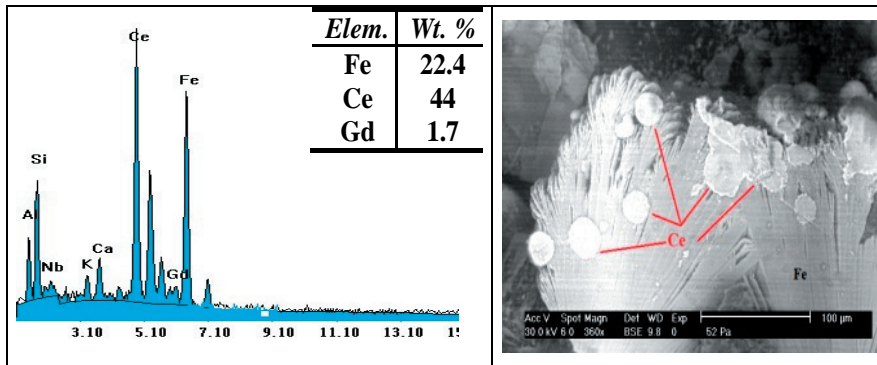 Elem. Wt. %
Fe 22.4
Ce 44
Gd 1.7
Ce
Fe
Si
Al
Nb
K
Ca
Gd
3.10 5.10 7.10 9.10 11.10 13.10 15
Ce
Fe
Acc V Spot Magn Det WD Exp 100 µm
30.0 kV 6.0 360x BSE 9.8 0 52 Pa